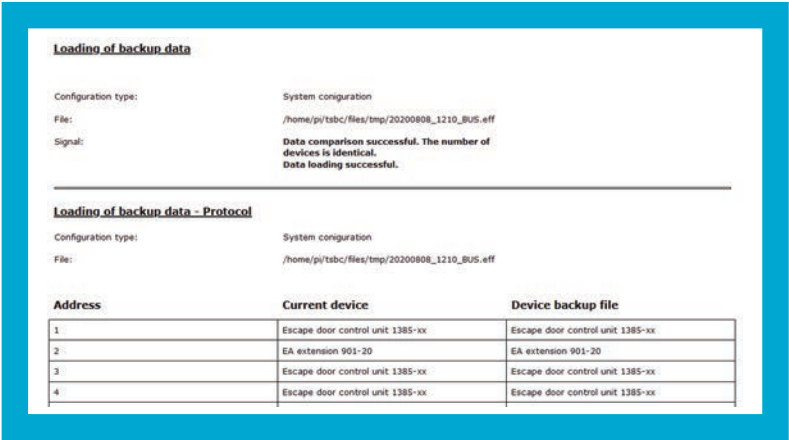 Loading of backup data
Configuration type: System coniguration
File: /home/pi/tsbc/files/tmp/20200808_1210_BUS.eff
Signal: Data comparison successful. The number of
devices is identical.
Data loading successful.
Loading of backup data - Protocol
Configuration type: System coniguration
File: /home/pi/tsbc/files/tmp/20200808_1210_BUS.eff
Address Current device Device backup file
1 Escape door control unit 1385-xx Escape door control unit 1385-xx
2 EA extension 901-20 EA extension 901-20
3 Escape door control unit 1385-xx Escape door control unit 1385-xx
4 Escape door control unit 1385-xx Escape door control unit 1385-xx